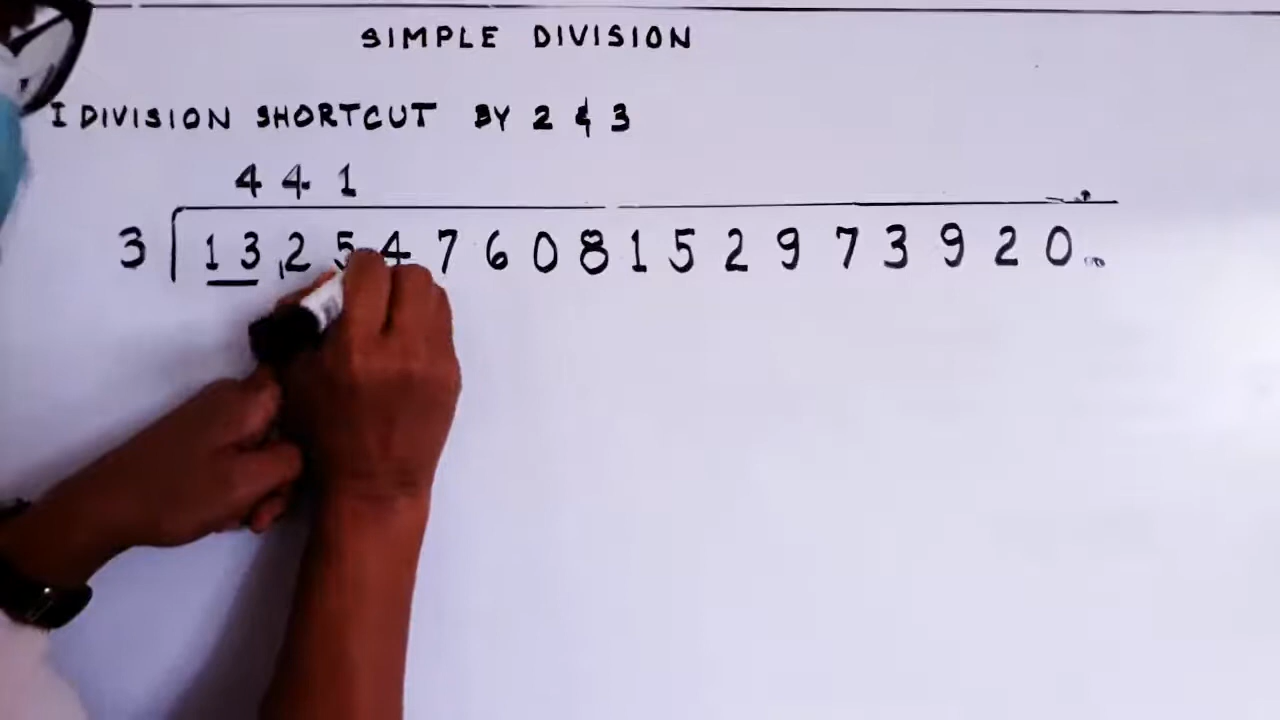 SIMPLE DIVISION
I DIVISION SHORTCUT BY 2 & 3
4 4 1
3 1 3 1 2 5 4 7 6 0 8 1 5 2 9 7 3 9 2 0